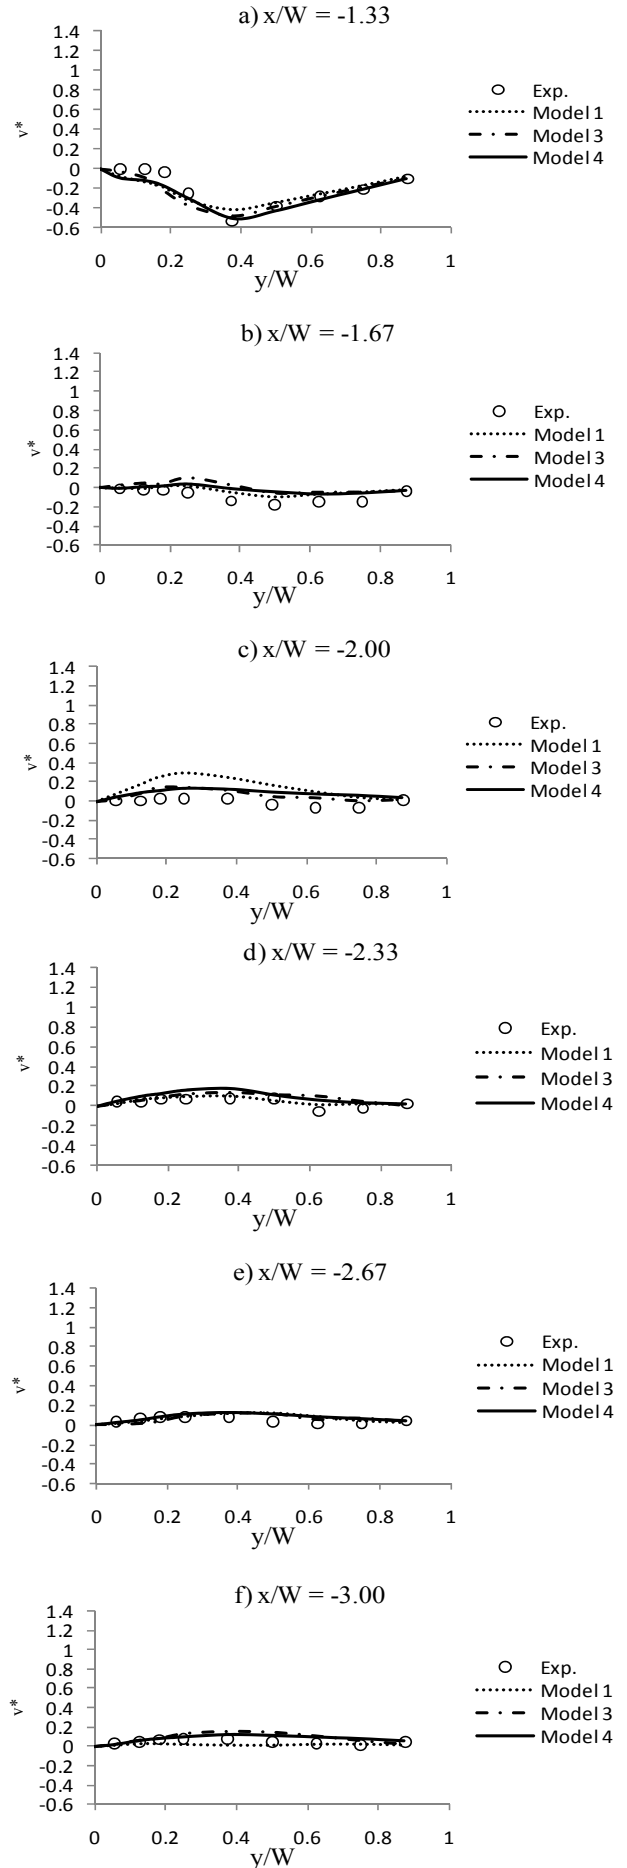 a) x/W = -1.33
1.4
1.2
1
0.8
0.6
0.4
0.2
0
-0.2
-0.4
-0.6
v*
0 0.2 0.4 0.6 0.8 1
y/W
Exp.
Model 1
Model 3
Model 4
b) x/W = -1.67
1.4
1.2
1
0.8
0.6
0.4
0.2
0
-0.2
-0.4
-0.6
v*
0 0.2 0.4 0.6 0.8 1
y/W
Exp.
Model 1
Model 3
Model 4
c) x/W = -2.00
1.4
1.2
1
0.8
0.6
0.4
0.2
0
-0.2
-0.4
-0.6
v*
0 0.2 0.4 0.6 0.8 1
y/W
Exp.
Model 1
Model 3
Model 4
d) x/W = -2.33
1.4
1.2
1
0.8
0.6
0.4
0.2
0
-0.2
-0.4
-0.6
v*
0 0.2 0.4 0.6 0.8 1
y/W
Exp.
Model 1
Model 3
Model 4
e) x/W = -2.67
1.4
1.2
1
0.8
0.6
0.4
0.2
0
-0.2
-0.4
-0.6
v*
0 0.2 0.4 0.6 0.8 1
y/W
Exp.
Model 1
Model 3
Model 4
f) x/W = -3.00
1.4
1.2
1
0.8
0.6
0.4
0.2
0
-0.2
-0.4
-0.6
v*
0 0.2 0.4 0.6 0.8 1
y/W
Exp.
Model 1
Model 3
Model 4